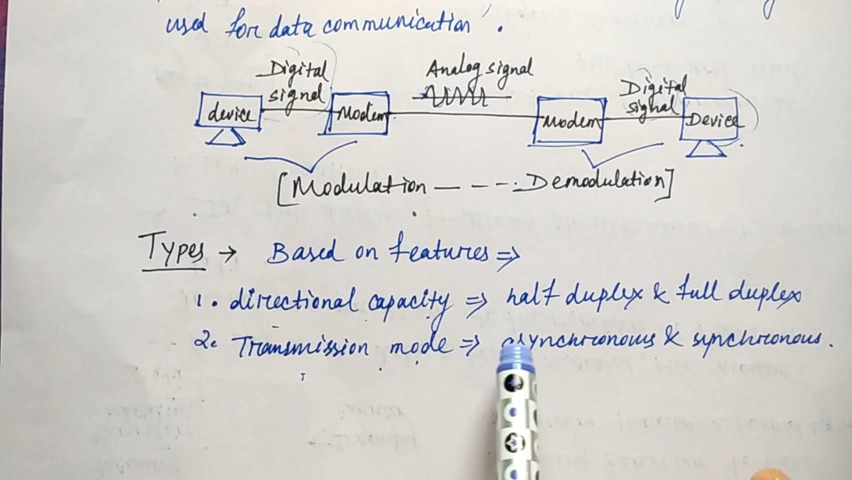 used for data communication.
Digital signal
Analog signal
Digital signal
device
Modem
Modem
Device
[Modulation — - - . Demodulation]
Types → Based on features ⇒
1. directional capacity ⇒ half duplex & full duplex
2. Transmission mode ⇒ asynchronous & synchronous.